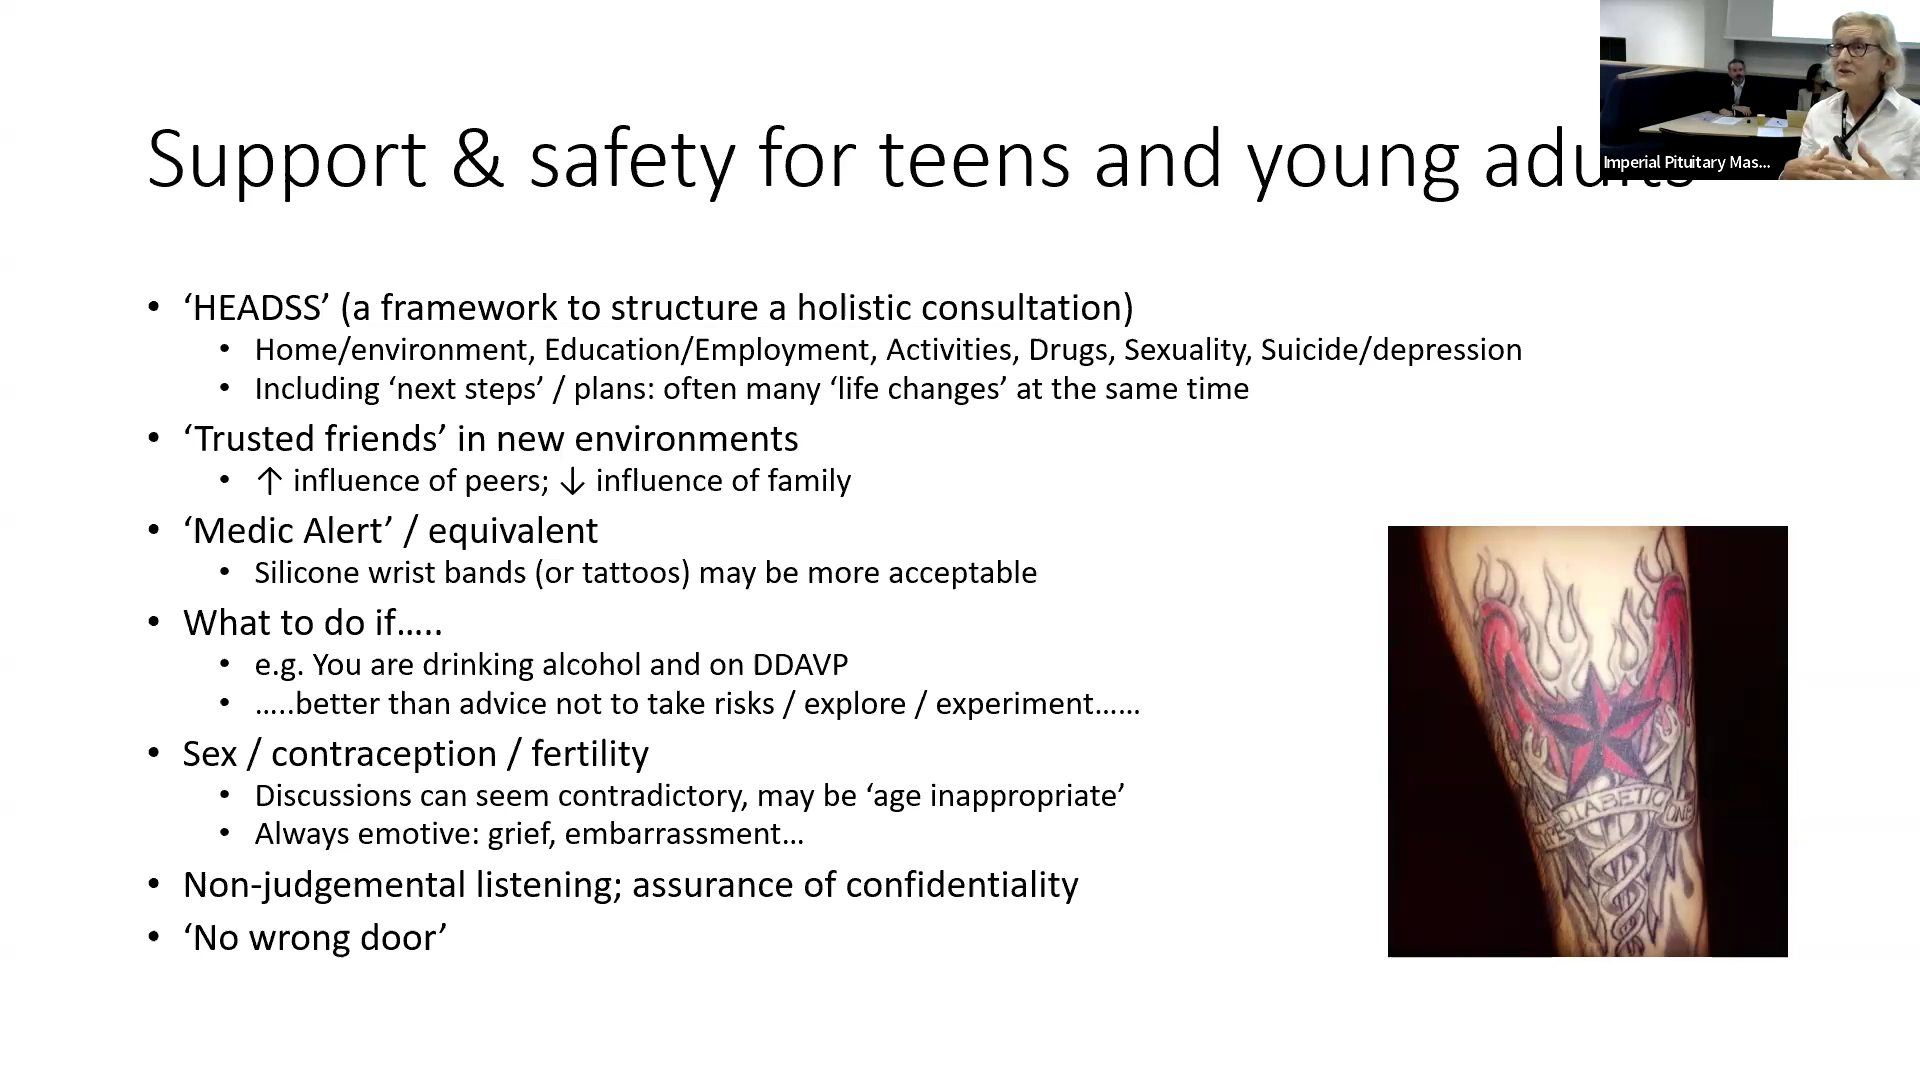 Support & safety for teens and young adults
Imperial Pituitary Mas...
• ‘HEADSS’ (a framework to structure a holistic consultation)
• Home/environment, Education/Employment, Activities, Drugs, Sexuality, Suicide/depression
• Including ‘next steps’ / plans: often many ‘life changes’ at the same time
• ‘Trusted friends’ in new environments
• ↑ influence of peers; ↓ influence of family
• ‘Medic Alert’ / equivalent
• Silicone wrist bands (or tattoos) may be more acceptable
• What to do if…..
• e.g. You are drinking alcohol and on DDAVP
• …..better than advice not to take risks / explore / experiment……
• Sex / contraception / fertility
• Discussions can seem contradictory, may be ‘age inappropriate’
• Always emotive: grief, embarrassment…
• Non-judgemental listening; assurance of confidentiality
• ‘No wrong door’
TYPE DIABETIC ONE